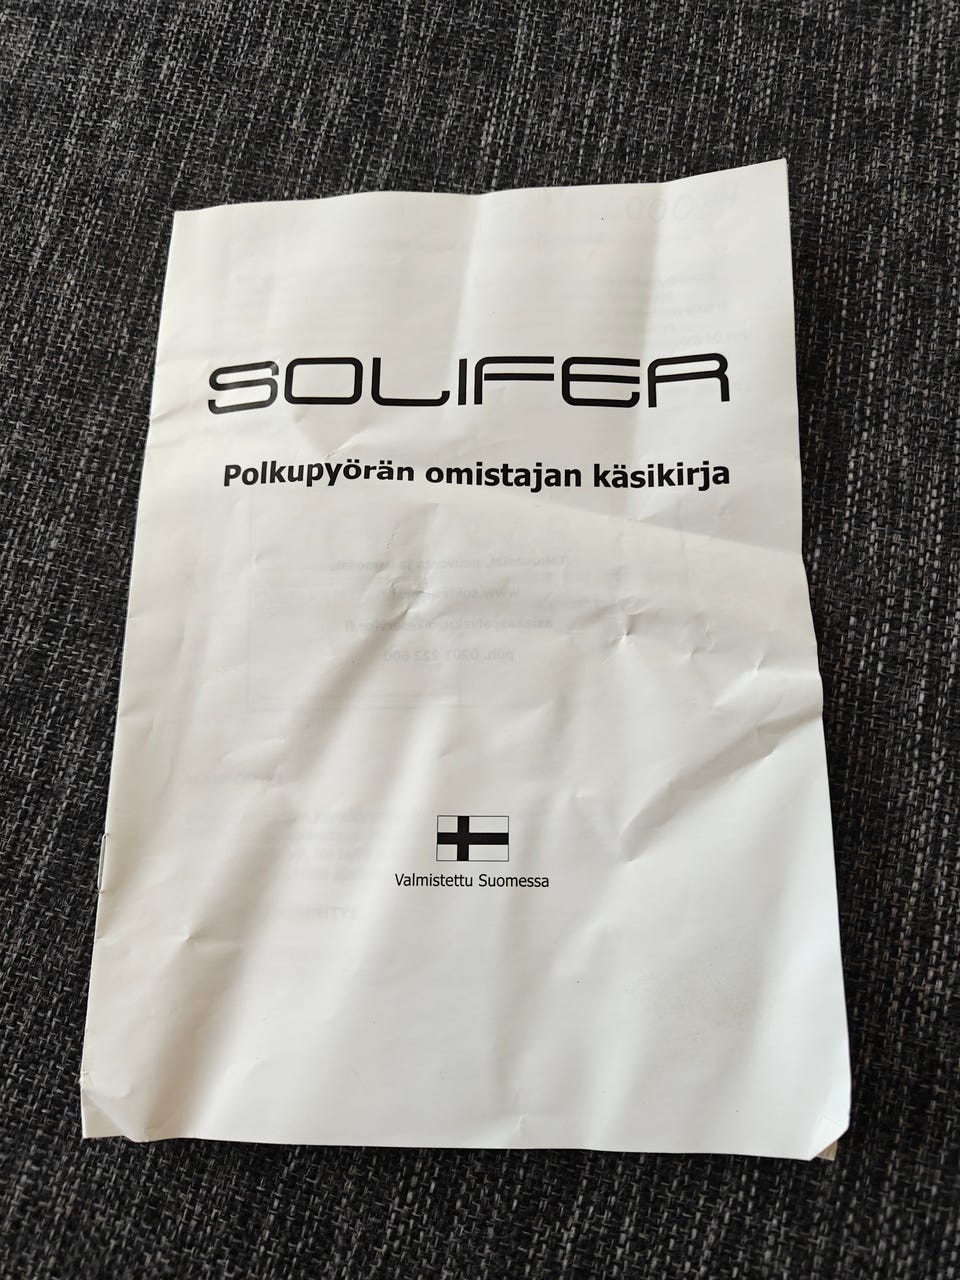 SOLIFER
Polkupyörän omistajan käsikirja
Valmistettu Suomessa